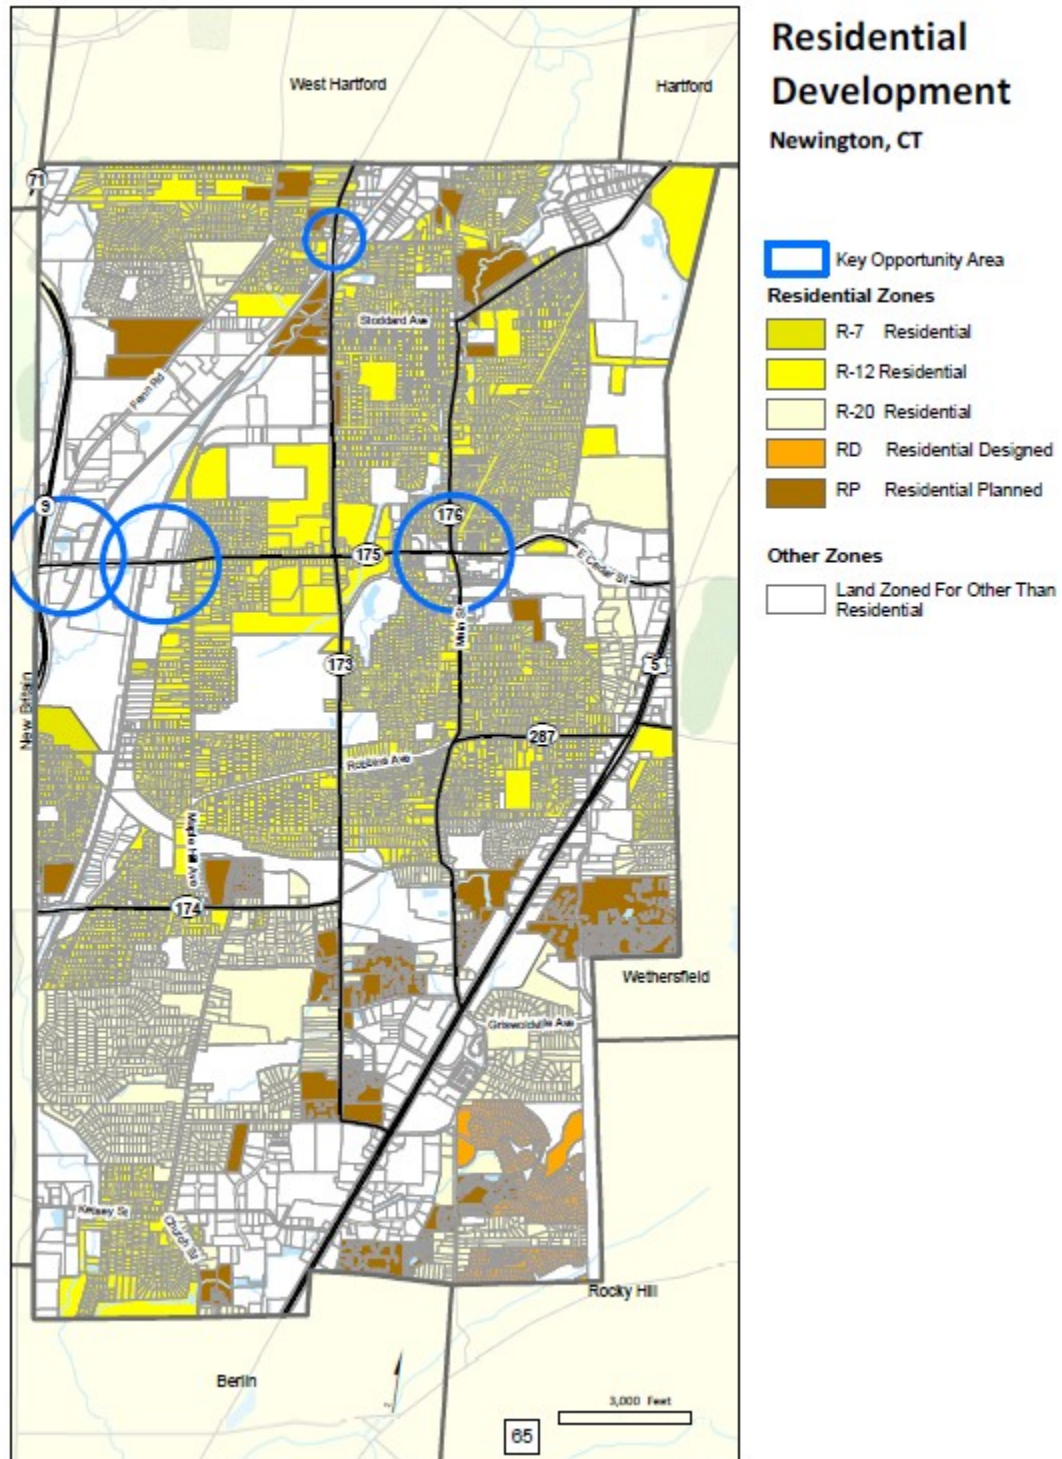 Residential
Development
Newington, CT
Key Opportunity Area
Residential Zones
R-7 Residential
R-12 Residential
R-20 Residential
RD Residential Designed
RP Residential Planned
Other Zones
Land Zoned For Other Than
Residential
West Hartford
Hartford
71
Stoddard Ave
Fenn Rd
9
176
175
E Cedar St
Main St
173
5
New Britain
287
Robbins Ave
Maple Hill Ave
174
Wethersfield
Griswoldville Ave
Kelsey St
Church St
Rocky Hill
Berlin
3,000 Feet
65